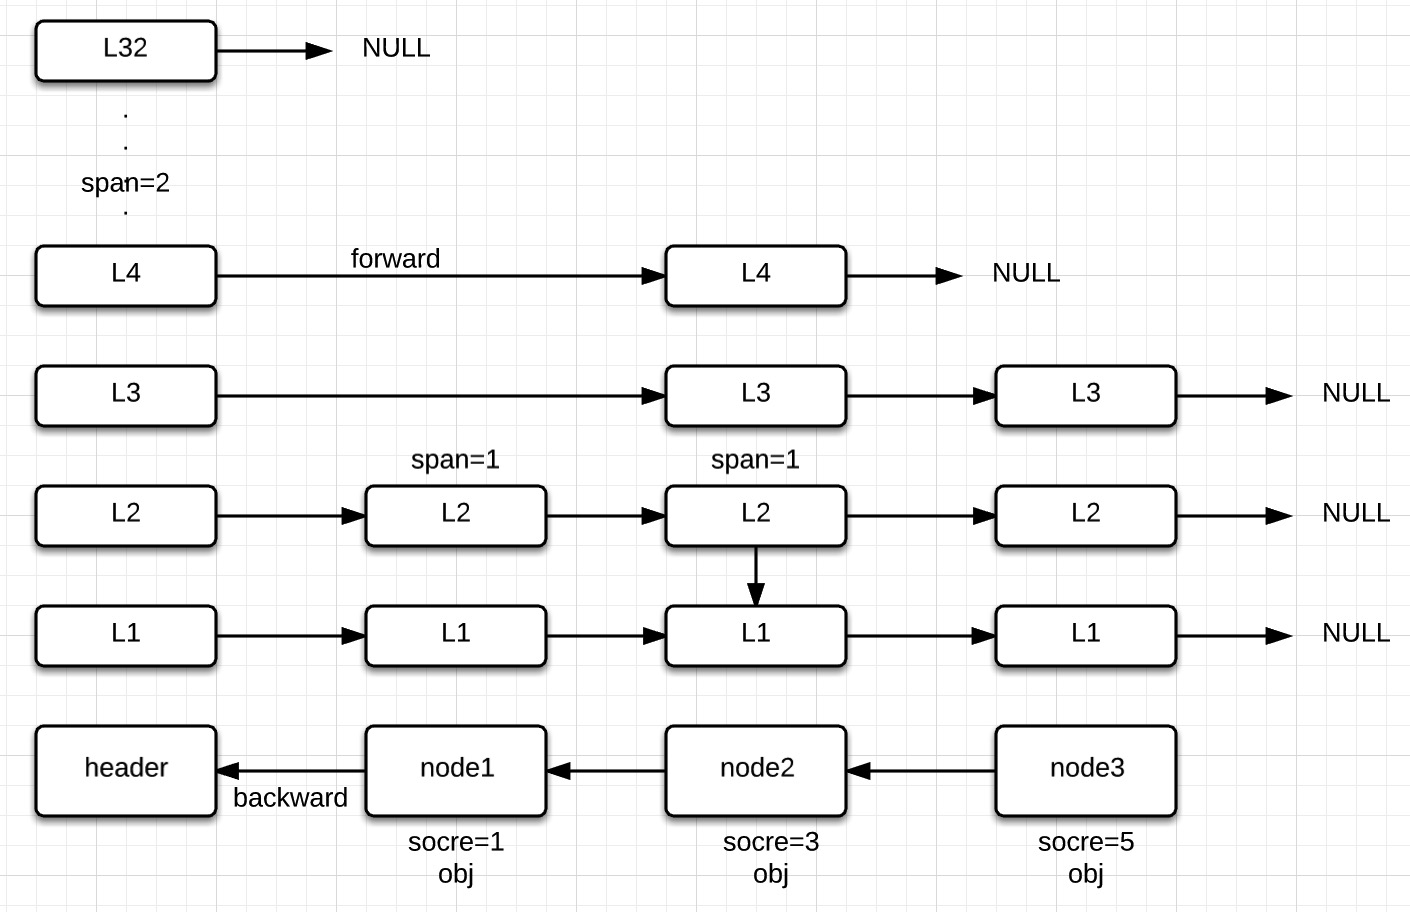 L32 NULL
span=2
forward
L4 L4 NULL
L3 L3 L3 NULL
span=1 span=1
L2 L2 L2 L2 NULL
L1 L1 L1 L1 NULL
header node1 node2 node3
backward
socre=1 socre=3 socre=5
obj obj obj